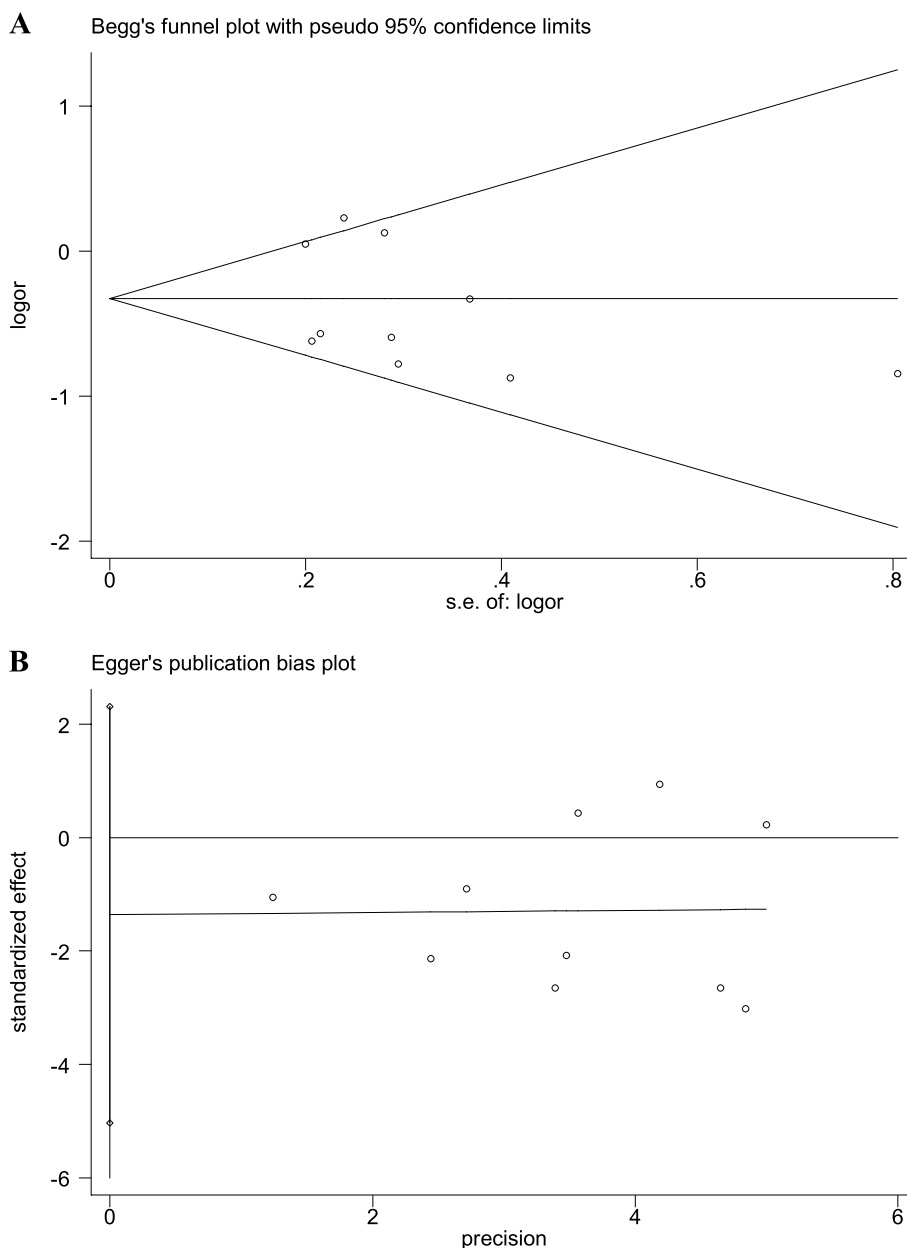 A
Begg's funnel plot with pseudo 95% confidence limits
logor
1
0
-1
-2
0 .2 .4 .6 .8
s.e. of: logor
B
Egger's publication bias plot
standardized effect
2
0
-2
-4
-6
0 2 4 6
precision